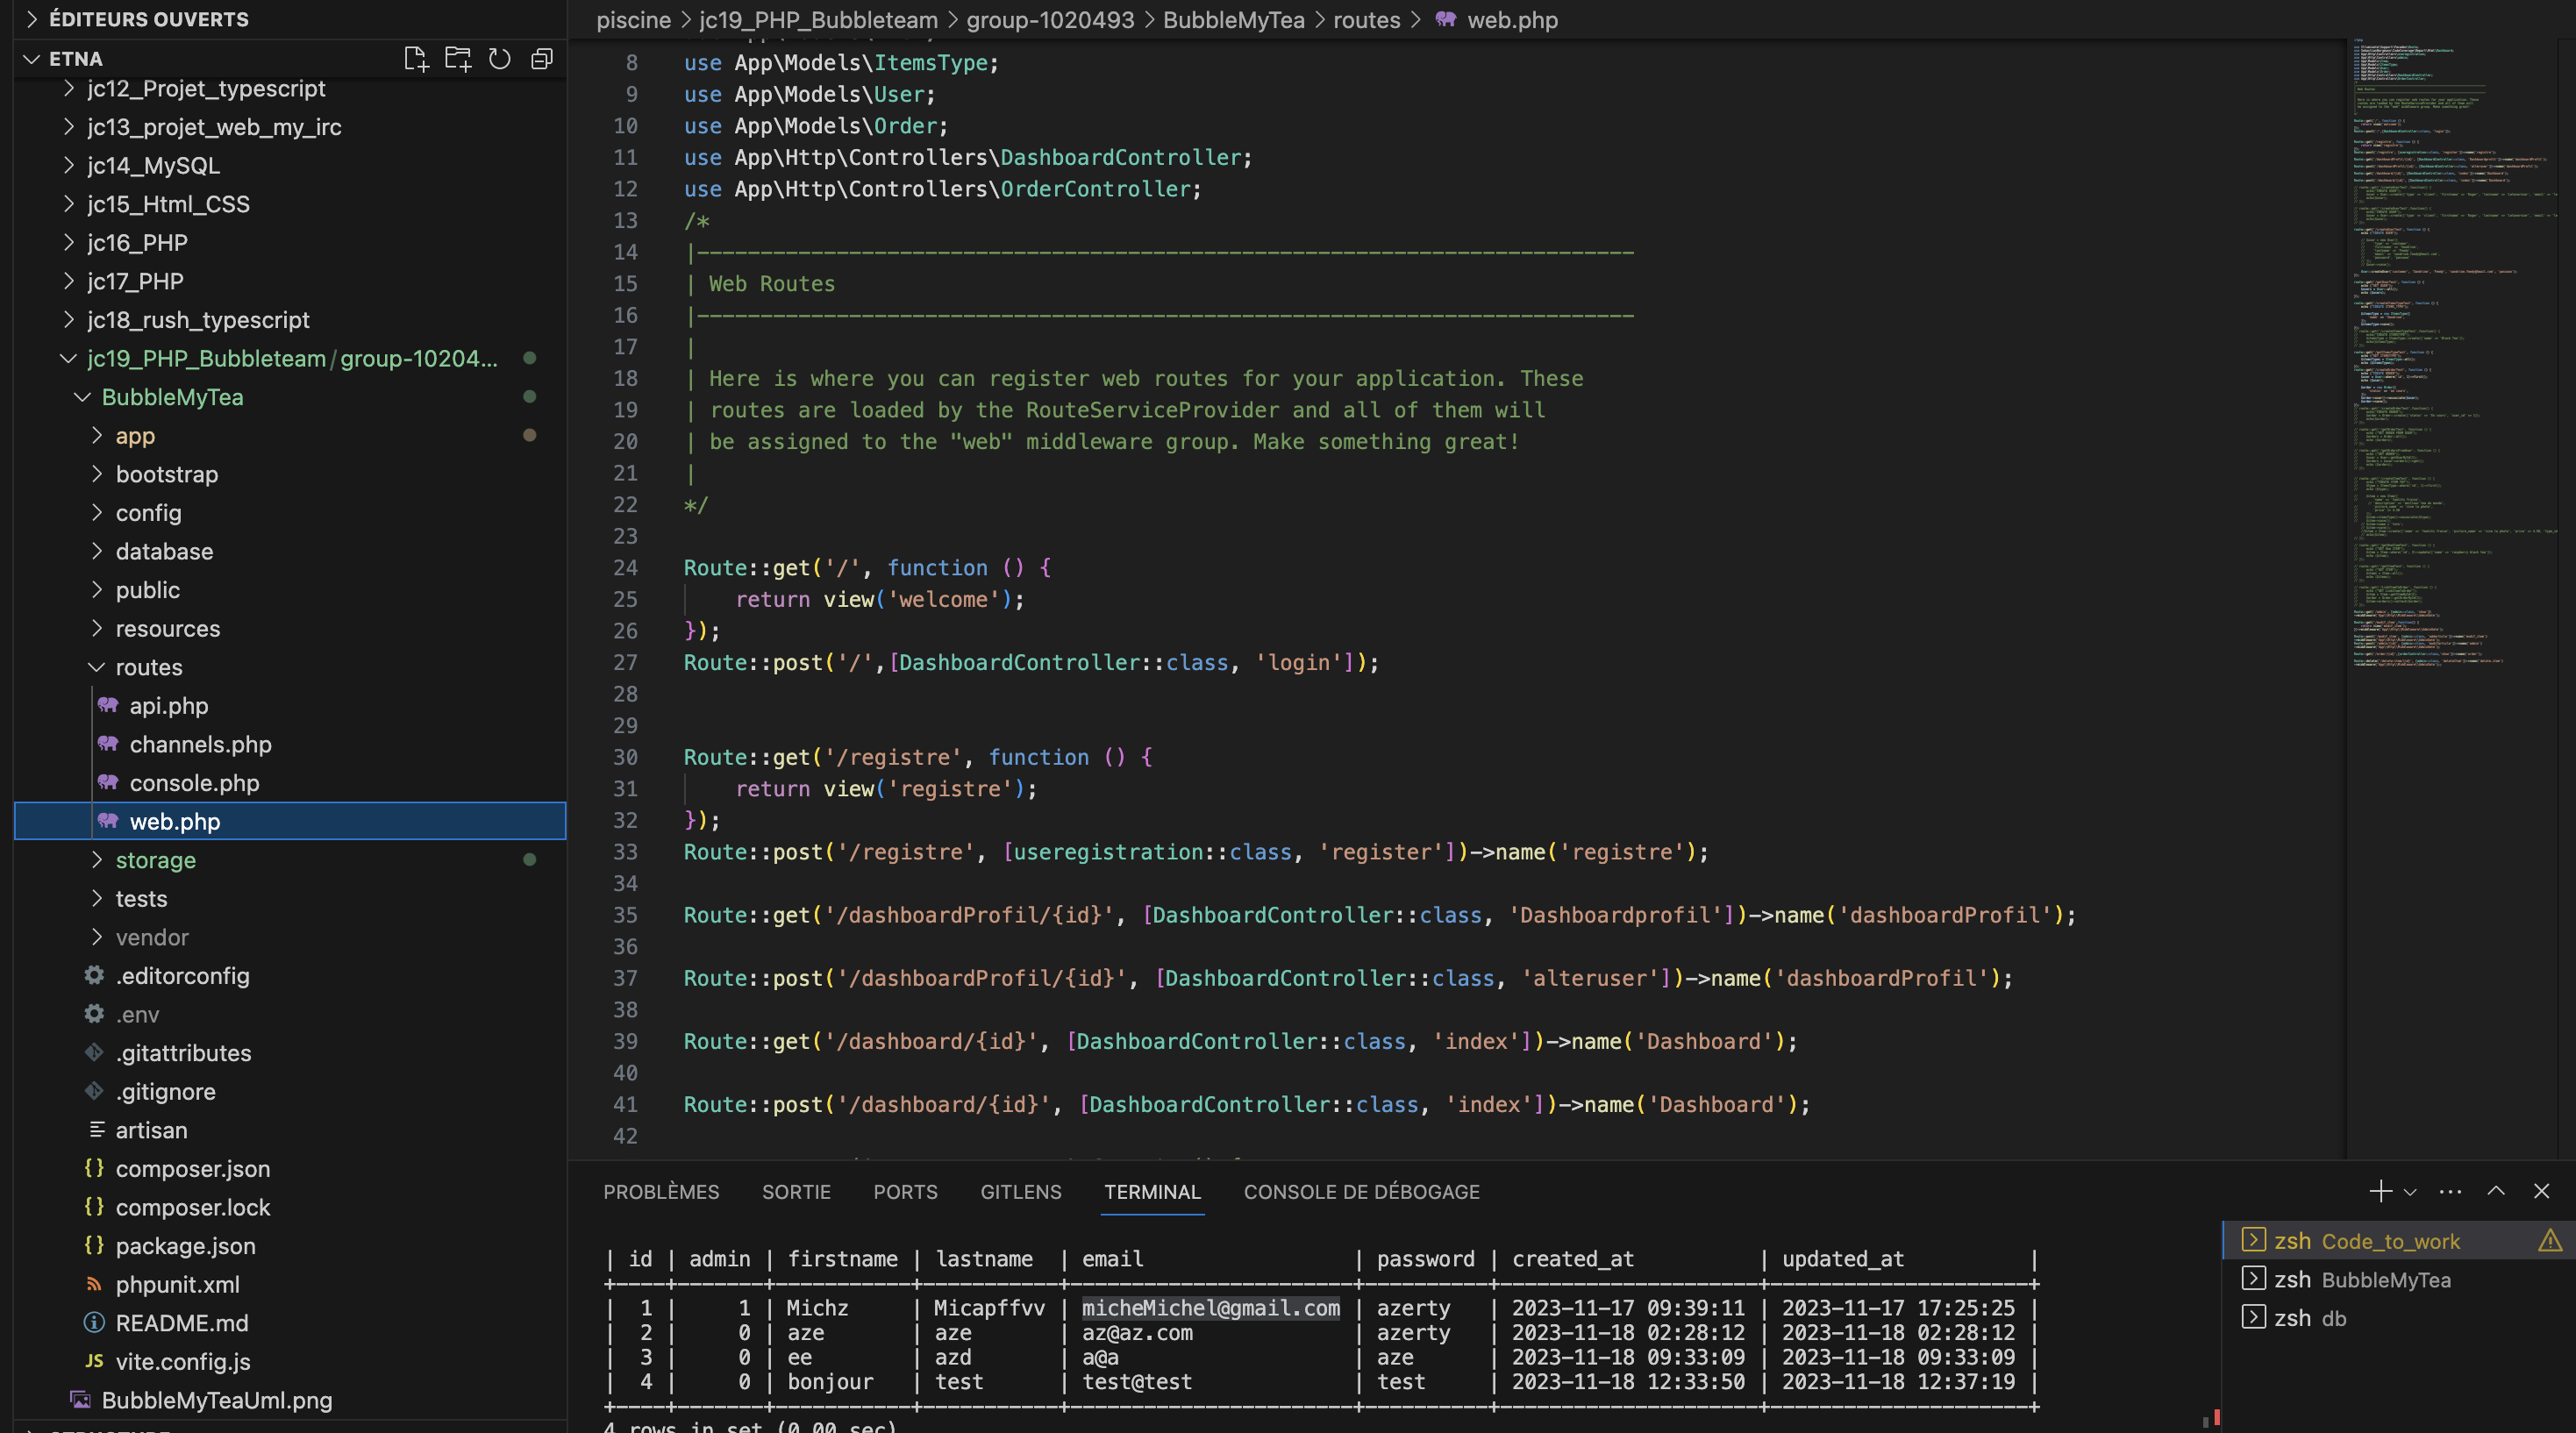 ÉDITEURS OUVERTS
ETNA
jc12_Projet_typescript
jc13_projet_web_my_irc
jc14_MySQL
jc15_Html_CSS
jc16_PHP
jc17_PHP
jc18_rush_typescript
jc19_PHP_Bubbleteam/group-10204...
BubbleMyTea
app
bootstrap
config
database
public
resources
routes
api.php
channels.php
console.php
web.php
storage
tests
vendor
.editorconfig
.env
.gitattributes
.gitignore
artisan
composer.json
composer.lock
package.json
phpunit.xml
README.md
JS vite.config.js
BubbleMyTeaUml.png
piscine > jc19_PHP_Bubbleteam > group-1020493 > BubbleMyTea > routes > web.php
8 use App\Models\ItemsType;
9 use App\Models\User;
10 use App\Models\Order;
11 use App\Http\Controllers\DashboardController;
12 use App\Http\Controllers\OrderController;
13 /*
14 |--------------------------------------------------------------------------
15 | Web Routes
16 |--------------------------------------------------------------------------
17 |
18 | Here is where you can register web routes for your application. These
19 | routes are loaded by the RouteServiceProvider and all of them will
20 | be assigned to the "web" middleware group. Make something great!
21 |
22 */
23
24 Route::get('/', function () {
25     return view('welcome');
26 });
27 Route::post('/',[DashboardController::class, 'login']);
28
29
30 Route::get('/registre', function () {
31     return view('registre');
32 });
33 Route::post('/registre', [useregistration::class, 'register'])->name('registre');
34
35 Route::get('/dashboardProfil/{id}', [DashboardController::class, 'Dashboardprofil'])->name('dashboardProfil');
36
37 Route::post('/dashboardProfil/{id}', [DashboardController::class, 'alteruser'])->name('dashboardProfil');
38
39 Route::get('/dashboard/{id}', [DashboardController::class, 'index'])->name('Dashboard');
40
41 Route::post('/dashboard/{id}', [DashboardController::class, 'index'])->name('Dashboard');
42
PROBLÈMES SORTIE PORTS GITLENS TERMINAL CONSOLE DE DÉBOGAGE
| id | admin | firstname | lastname | email | password | created_at | updated_at |
| 1 | 1 | Michz | Micapffvv | micheMichel@gmail.com | azerty | 2023-11-17 09:39:11 | 2023-11-17 17:25:25 |
| 2 | 0 | aze | aze | az@az.com | azerty | 2023-11-18 02:28:12 | 2023-11-18 02:28:12 |
| 3 | 0 | ee | azd | a@a | aze | 2023-11-18 09:33:09 | 2023-11-18 09:33:09 |
| 4 | 0 | bonjour | test | test@test | test | 2023-11-18 12:33:50 | 2023-11-18 12:37:19 |
4 rows in set (0.00 sec)
zsh Code_to_work
zsh BubbleMyTea
zsh db